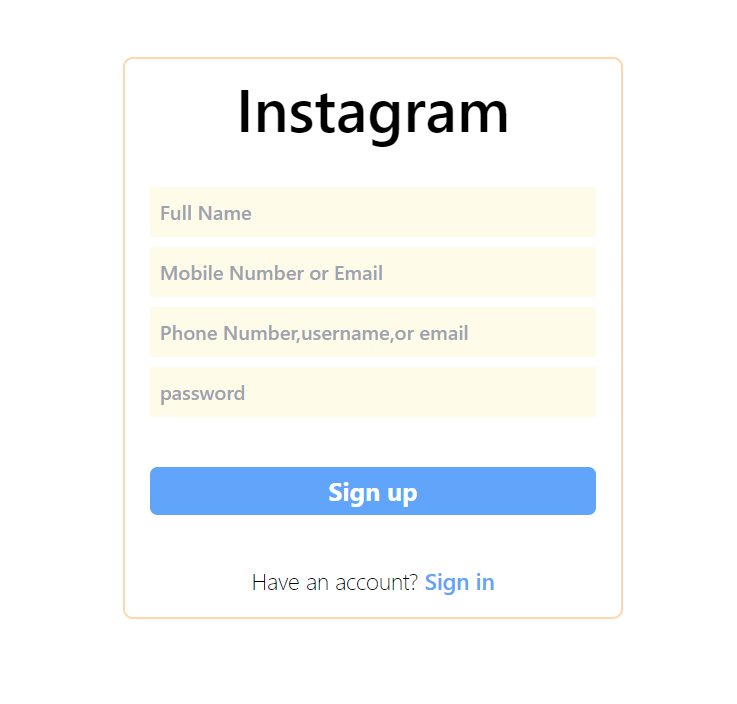 Instagram
Full Name
Mobile Number or Email
Phone Number,username,or email
password
Sign up
Have an account? Sign in